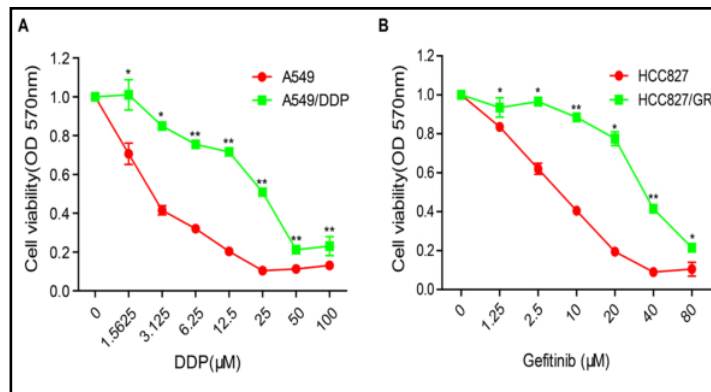 A
B
A549
A549/DDP
HCC827
HCC827/GR
Cell viability(OD 570nm)
1.2
1.0
0.8
0.6
0.4
0.2
0.0
* * ** ** ** ** **
0 1.5625 3.125 6.25 12.5 25 50 100
DDP(μM)
Cell viability(OD 570nm)
1.2
1.0
0.8
0.6
0.4
0.2
0.0
* * ** * ** *
0 1.25 2.5 10 20 40 80
Gefitinib (μM)